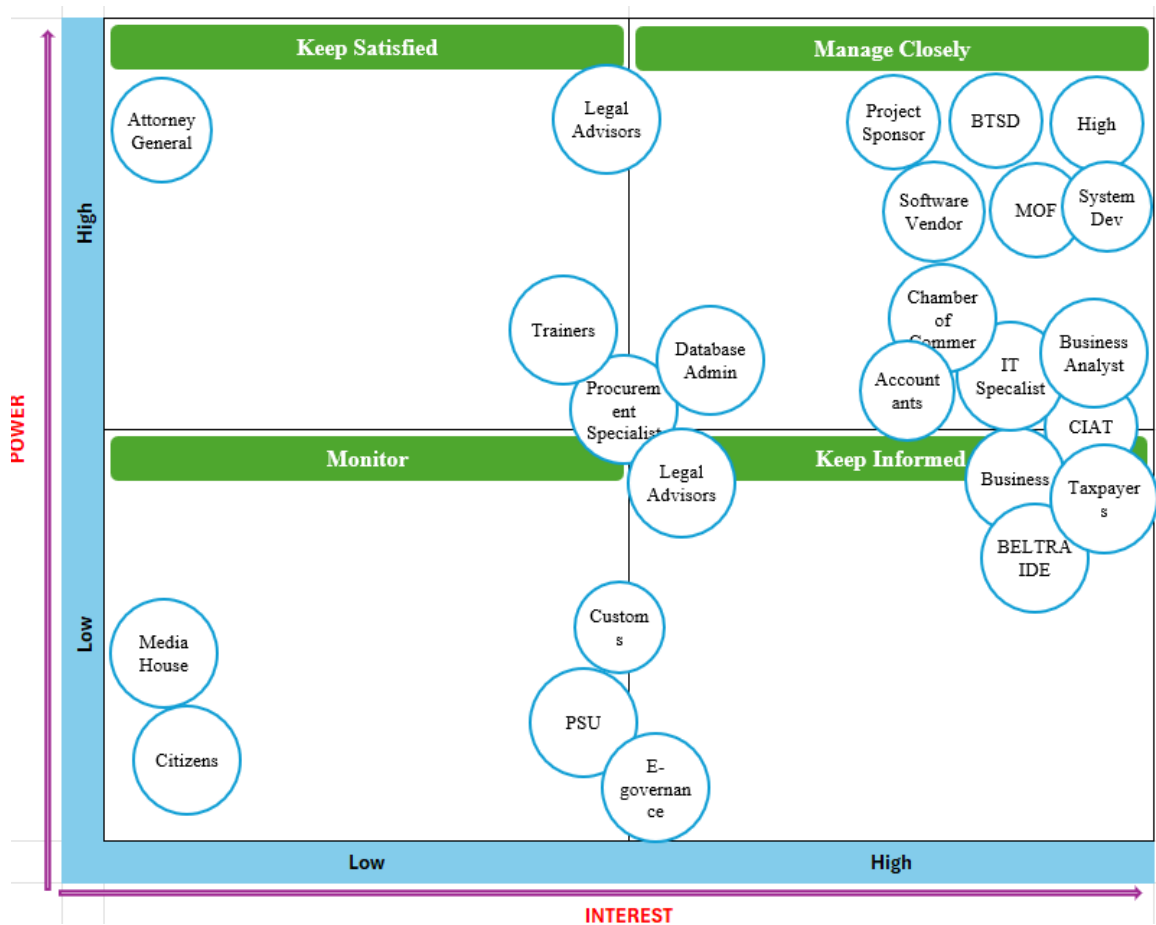 Keep Satisfied
Manage Closely
Attorney
General
Legal
Advisors
Project
Sponsor
BTSD
High
Software
Vendor
MOF
System
Dev
High
Trainers
Procurem
ent
Specialist
Database
Admin
Chamber
of
Commer
Account
ants
IT
Specalist
Business
Analyst
CIAT
POWER
Monitor
Keep Informed
Legal
Advisors
Business
Taxpayer
s
BELTRA
IDE
Low
Media
House
Citizens
Custom
s
PSU
E-
governan
ce
Low
High
INTEREST